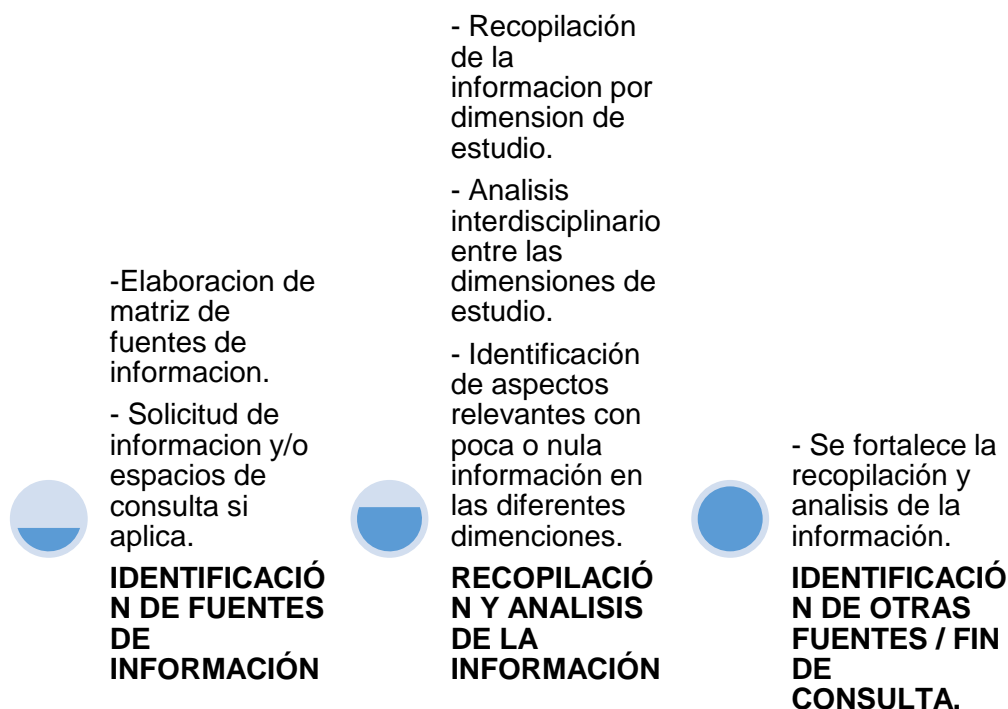 -Elaboracion de
matriz de
fuentes de
informacion.
- Solicitud de
informacion y/o
espacios de
consulta si
aplica.
IDENTIFICACIÓ
N DE FUENTES
DE
INFORMACIÓN
- Recopilación
de la
informacion por
dimension de
estudio.
- Analisis
interdisciplinario
entre las
dimensiones de
estudio.
- Identificación
de aspectos
relevantes con
poca o nula
información en
las diferentes
dimenciones.
RECOPILACIÓ
N Y ANALISIS
DE LA
INFORMACIÓN
- Se fortalece la
recopilación y
analisis de la
información.
IDENTIFICACIÓ
N DE OTRAS
FUENTES / FIN
DE
CONSULTA.